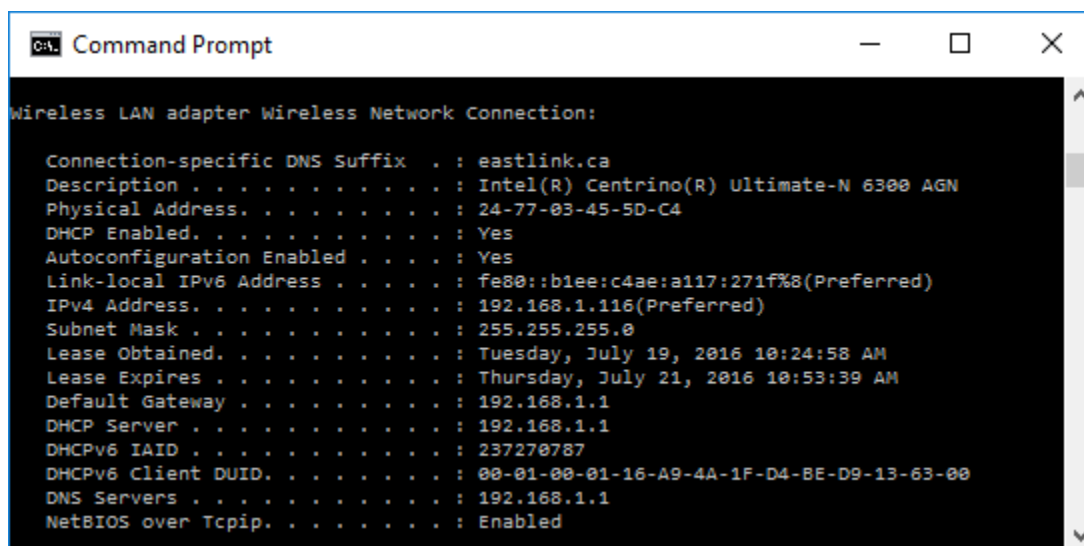 Command Prompt
Wireless LAN adapter Wireless Network Connection:
Connection-specific DNS Suffix . : eastlink.ca
Description . . . . . . . . . . . : Intel(R) Centrino(R) Ultimate-N 6300 AGN
Physical Address. . . . . . . . . : 24-77-03-45-5D-C4
DHCP Enabled. . . . . . . . . . . : Yes
Autoconfiguration Enabled . . . . : Yes
Link-local IPv6 Address . . . . . : fe80::b1ee:c4ae:a117:271f%8(Preferred)
IPv4 Address. . . . . . . . . . . : 192.168.1.116(Preferred)
Subnet Mask . . . . . . . . . . . : 255.255.255.0
Lease Obtained. . . . . . . . . . : Tuesday, July 19, 2016 10:24:58 AM
Lease Expires . . . . . . . . . . : Thursday, July 21, 2016 10:53:39 AM
Default Gateway . . . . . . . . . : 192.168.1.1
DHCP Server . . . . . . . . . . . : 192.168.1.1
DHCPv6 IAID . . . . . . . . . . . : 237270787
DHCPv6 Client DUID. . . . . . . . : 00-01-00-01-16-A9-4A-1F-D4-BE-D9-13-63-00
DNS Servers . . . . . . . . . . . : 192.168.1.1
NetBIOS over Tcpip. . . . . . . . : Enabled